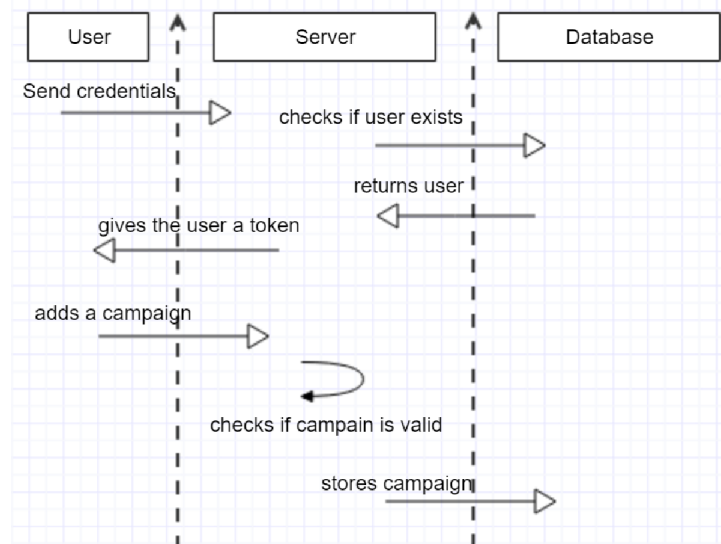 User
Server
Database
Send credentials
checks if user exists
returns user
gives the user a token
adds a campaign
checks if campain is valid
stores campaign